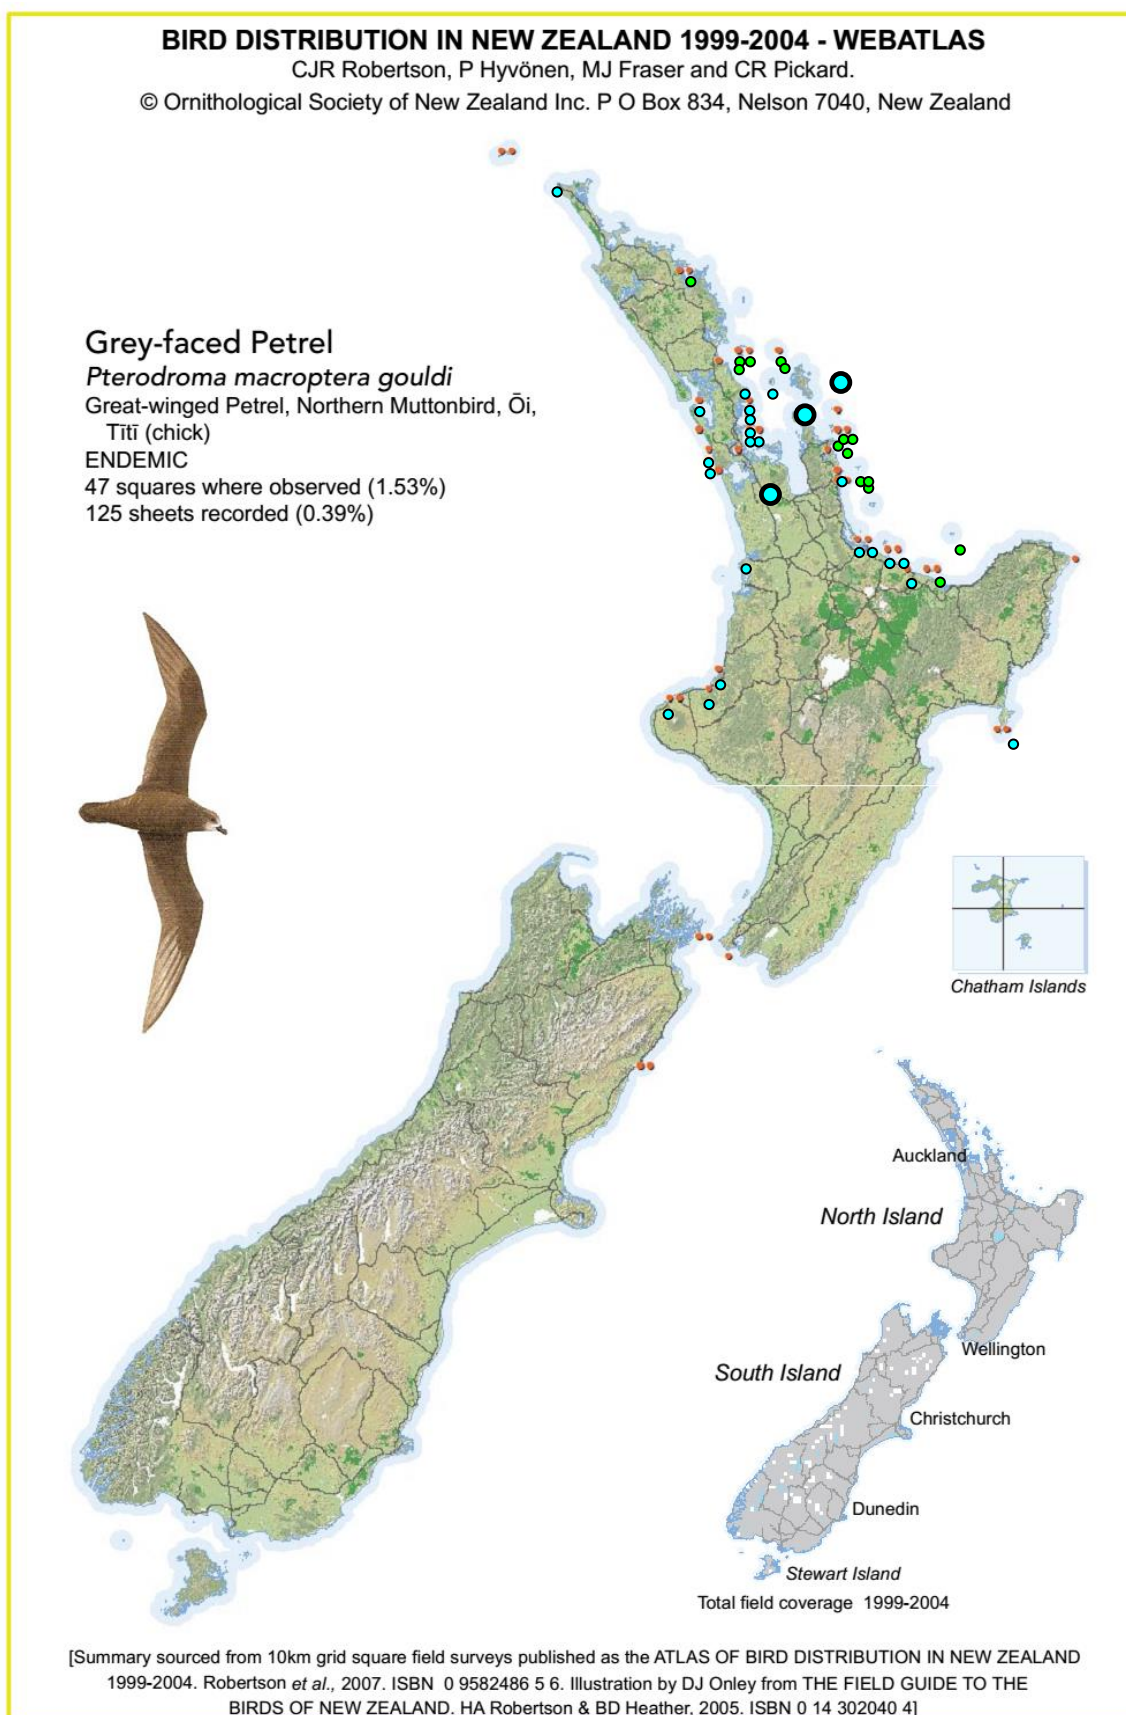 BIRD DISTRIBUTION IN NEW ZEALAND 1999-2004 - WEBATLAS
CJR Robertson, P Hyvönen, MJ Fraser and CR Pickard.
© Ornithological Society of New Zealand Inc. P O Box 834, Nelson 7040, New Zealand
Grey-faced Petrel
Pterodroma macroptera gouldi
Great-winged Petrel, Northern Muttonbird, Ōi,
Tītī (chick)
ENDEMIC
47 squares where observed (1.53%)
125 sheets recorded (0.39%)
Chatham Islands
Auckland
North Island
Wellington
South Island
Christchurch
Dunedin
Stewart Island
Total field coverage 1999-2004
[Summary sourced from 10km grid square field surveys published as the ATLAS OF BIRD DISTRIBUTION IN NEW ZEALAND
1999-2004. Robertson et al., 2007. ISBN 0 9582486 5 6. Illustration by DJ Onley from THE FIELD GUIDE TO THE
BIRDS OF NEW ZEALAND. HA Robertson & BD Heather, 2005. ISBN 0 14 302040 4]